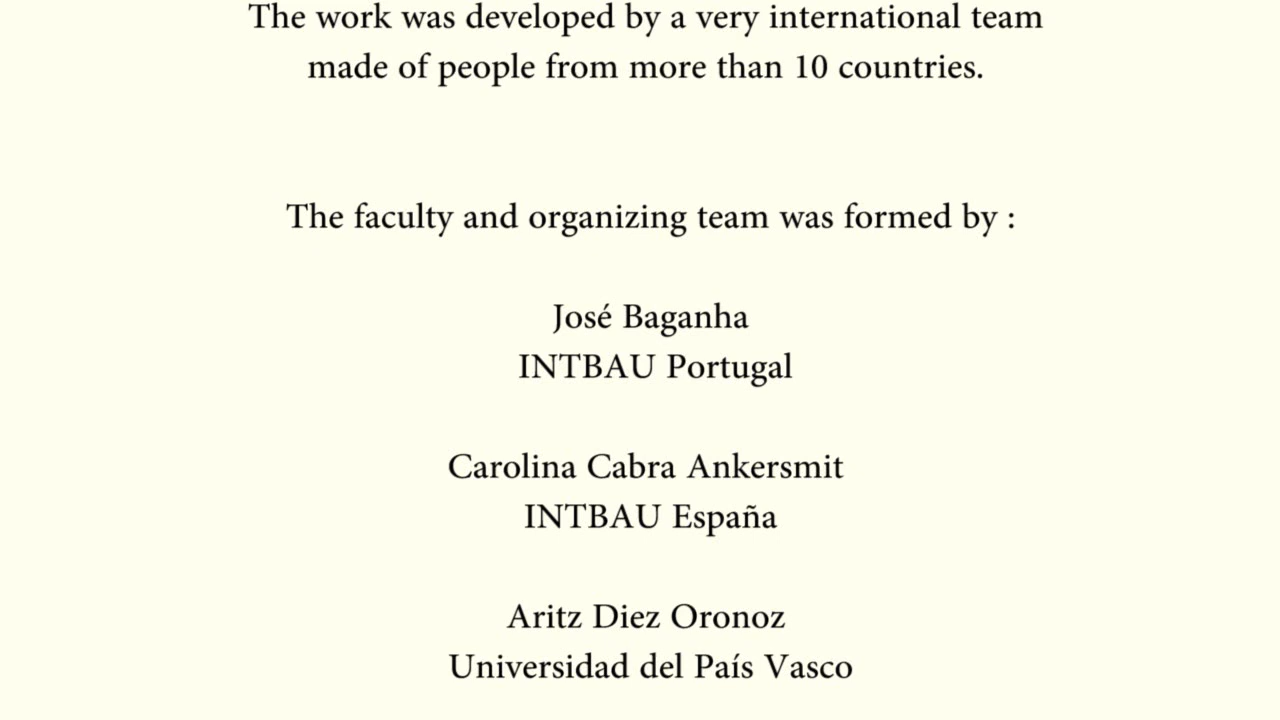 The work was developed by a very international team
made of people from more than 10 countries.
The faculty and organizing team was formed by :
José Baganha
INTBAU Portugal
Carolina Cabra Ankersmit
INTBAU España
Aritz Diez Oronoz
Universidad del País Vasco